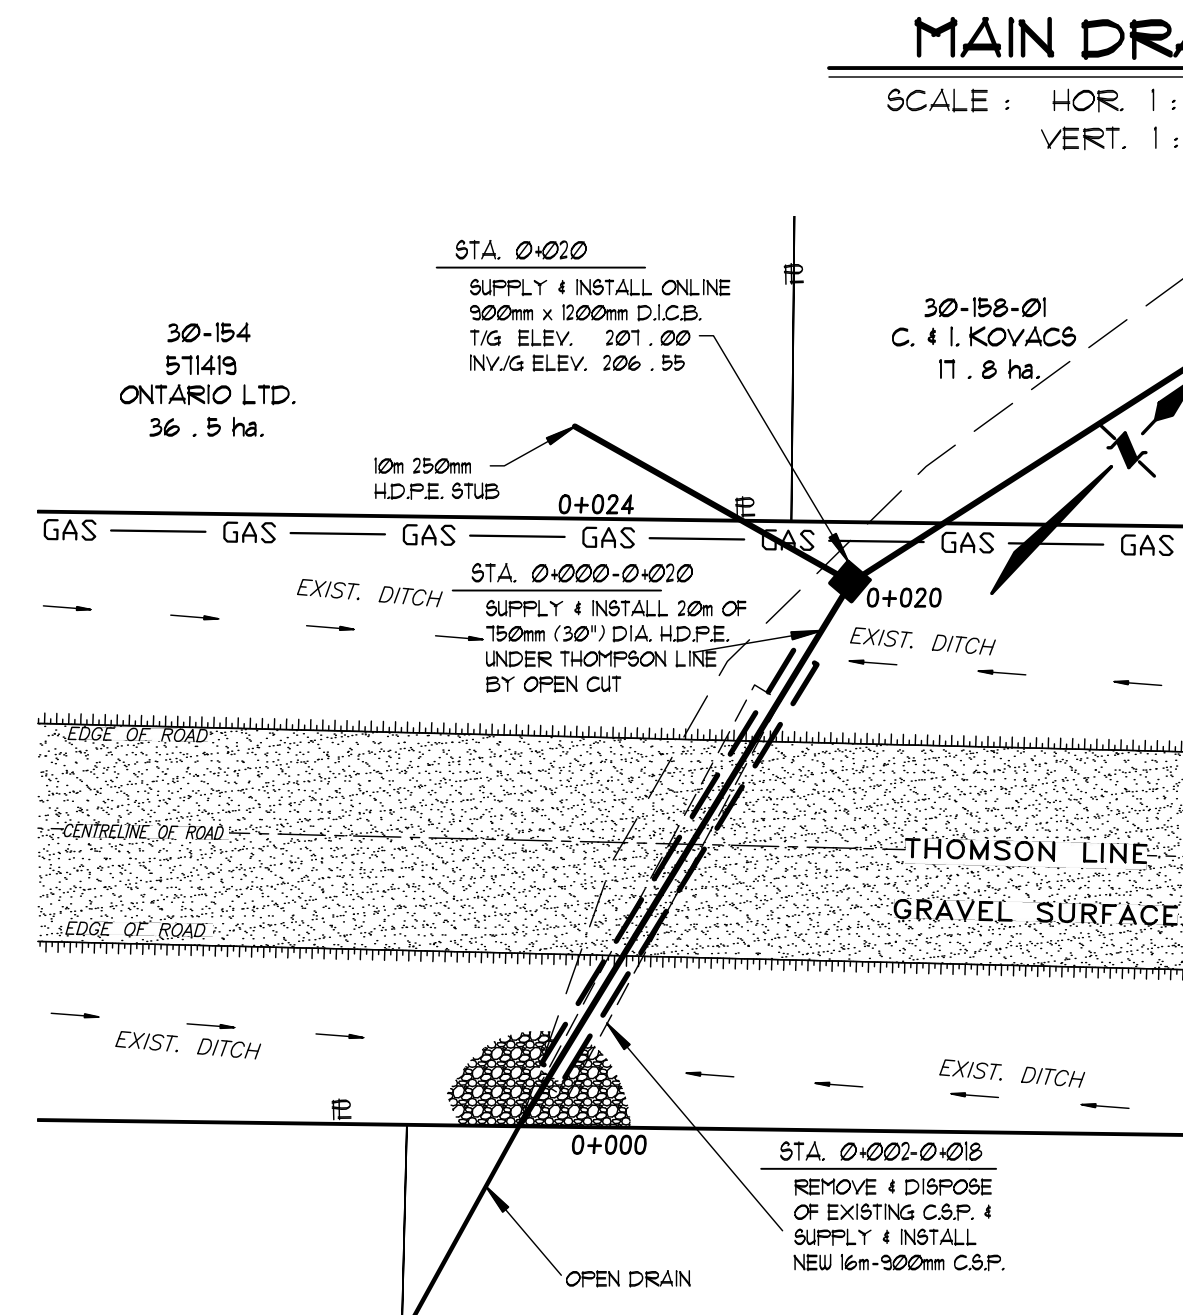 MAIN DRA
SCALE : HOR. 1 :
VERT. 1 :
STA. 0+020
SUPPLY & INSTALL ONLINE
900mm x 1200mm D.I.C.B.
T/G ELEV. 207 . 00
INV./G ELEV. 206 . 55
30-154
571419
ONTARIO LTD.
36 . 5 ha.
30-158-01
C. & I. KOVACS
17 . 8 ha.
10m 250mm
H.D.P.E. STUB
0+024
GAS GAS GAS GAS GAS GAS GAS
STA. 0+000-0+020
SUPPLY & INSTALL 20m OF
750mm (30") DIA. H.D.P.E.
UNDER THOMPSON LINE
BY OPEN CUT
EXIST. DITCH
0+020
EXIST. DITCH
EDGE OF ROAD
CENTRELINE OF ROAD
THOMSON LINE
GRAVEL SURFACE
EDGE OF ROAD
EXIST. DITCH
EXIST. DITCH
0+000
STA. 0+002-0+018
REMOVE & DISPOSE
OF EXISTING C.S.P. &
SUPPLY & INSTALL
NEW 16m-900mm C.S.P.
OPEN DRAIN